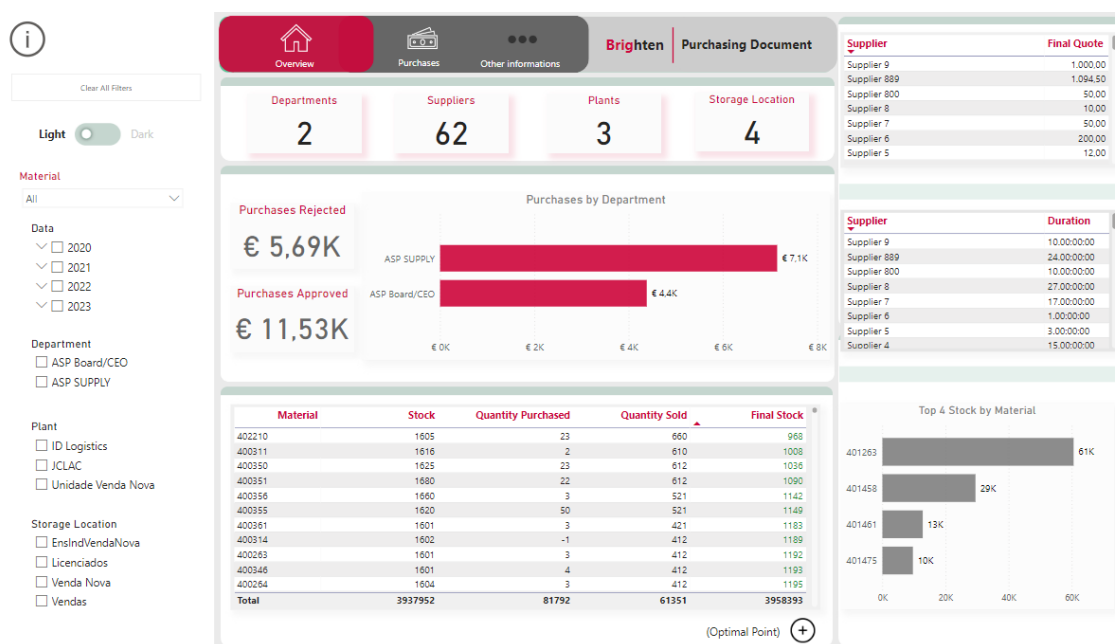 i
Clear All Filters
Light Dark
Material
All
Data
2020
2021
2022
2023
Department
ASP Board/CEO
ASP SUPPLY
Plant
ID Logistics
JCLAC
Unidade Venda Nova
Storage Location
EnsIndVendaNova
Licenciados
Venda Nova
Vendas
Overview
Purchases
Other informations
Brighten Purchasing Document
Departments
2
Suppliers
62
Plants
3
Storage Location
4
Purchases Rejected
€ 5,69K
Purchases Approved
€ 11,53K
Purchases by Department
ASP SUPPLY € 7,1K
ASP Board/CEO € 4,4K
€ 0K € 2K € 4K € 6K € 8K
Material Stock Quantity Purchased Quantity Sold Final Stock
402210 1605 23 660 968
400311 1616 2 610 1008
400350 1625 23 612 1036
400351 1680 22 612 1090
400356 1660 3 521 1142
400355 1620 50 521 1149
400361 1601 3 421 1183
400314 1602 -1 412 1189
400263 1601 3 412 1192
400346 1601 4 412 1193
400264 1604 3 412 1195
Total 3937952 81792 61351 3958393
(Optimal Point) +
Supplier Final Quote
Supplier 9 1.000,00
Supplier 889 1.094,50
Supplier 800 50,00
Supplier 8 10,00
Supplier 7 50,00
Supplier 6 200,00
Supplier 5 12,00
Supplier Duration
Supplier 9 10.00:00:00
Supplier 889 24.00:00:00
Supplier 800 10.00:00:00
Supplier 8 27.00:00:00
Supplier 7 17.00:00:00
Supplier 6 1.00:00:00
Supplier 5 3.00:00:00
Supplier 4 15.00:00:00
Top 4 Stock by Material
401263 61K
401458 29K
401461 13K
401475 10K
0K 20K 40K 60K